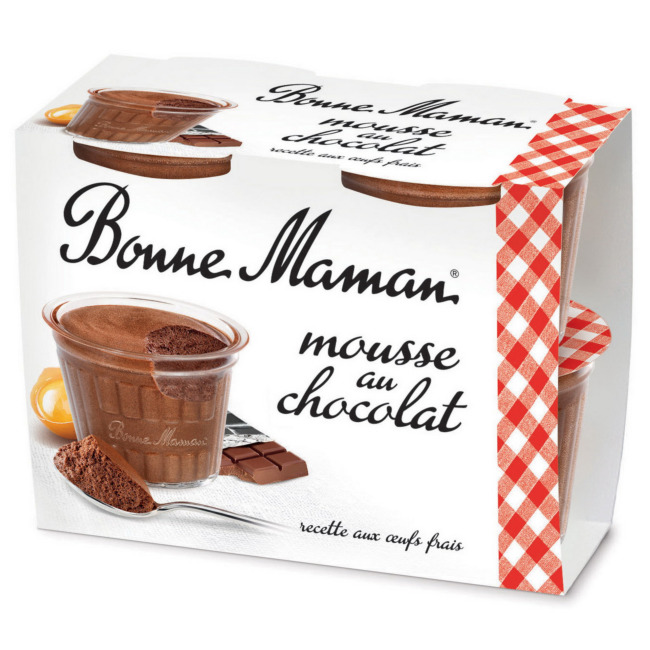 Bonne Maman
mousse
au
chocolat
recette aux œufs frais
Bonne Maman®
mousse
au
chocolat
Bonne Maman
recette aux œufs frais